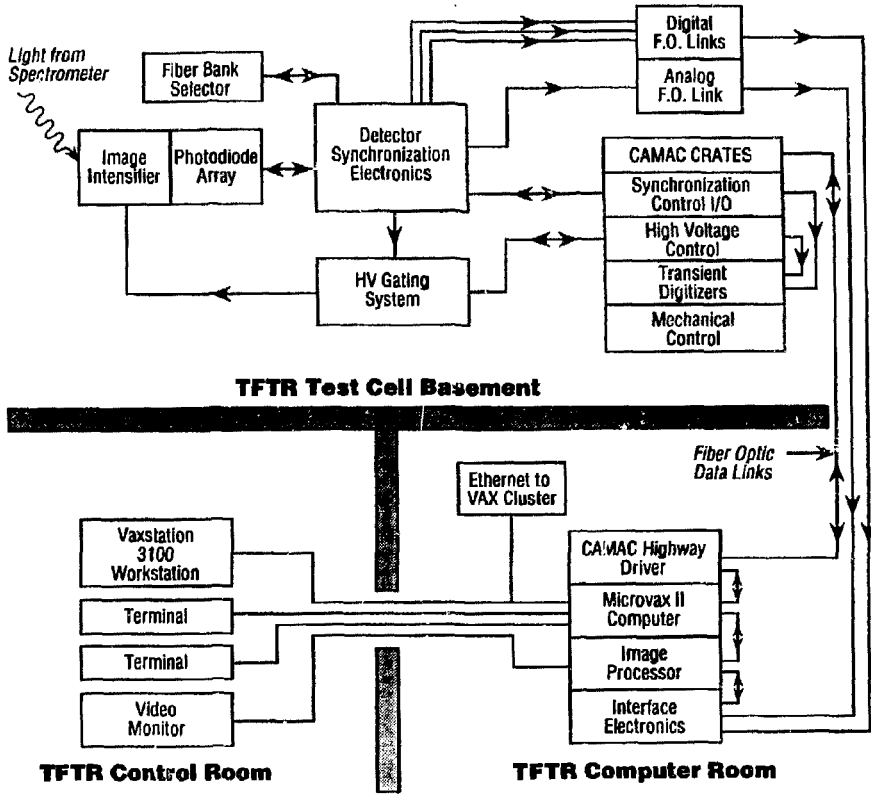 Light from
Spectrometer
Fiber Bank
Selector
Digital
F.O. Links
Analog
F.O. Link
Image
Intensifier
Photodiode
Array
Detector
Synchronization
Electronics
CAMAC CRATES
Synchronization
Control I/O
High Voltage
Control
Transient
Digitizers
Mechanical
Control
HV Gating
System
TFTR Test Cell Basement
Fiber Optic
Data Links
Ethernet to
VAX Cluster
Vaxstation
3100
Workstation
Terminal
Terminal
Video
Monitor
CAMAC Highway
Driver
Microvax II
Computer
Image
Processor
Interface
Electronics
TFTR Control Room
TFTR Computer Room